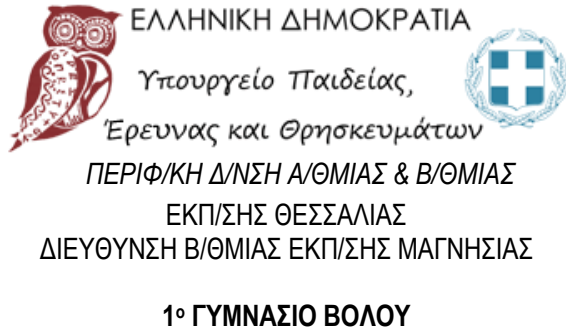 ΕΛΛΗΝΙΚΗ ΔΗΜΟΚΡΑΤΙΑ
Υπουργείο Παιδείας,
Έρευνας και Θρησκευμάτων
ΠΕΡΙΦ/ΚΗ Δ/ΝΣΗ Α/ΘΜΙΑΣ & Β/ΘΜΙΑΣ
ΕΚΠ/ΣΗΣ ΘΕΣΣΑΛΙΑΣ
ΔΙΕΥΘΥΝΣΗ Β/ΘΜΙΑΣ ΕΚΠ/ΣΗΣ ΜΑΓΝΗΣΙΑΣ
1ο ΓΥΜΝΑΣΙΟ ΒΟΛΟΥ